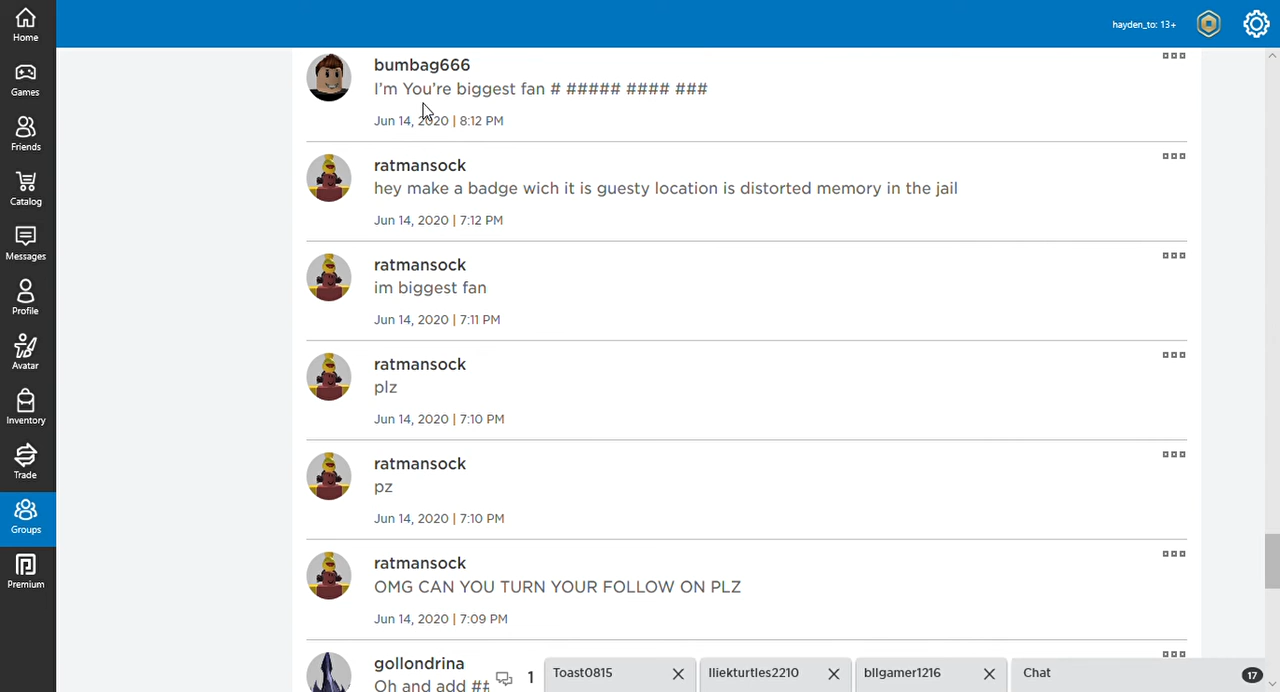 hayden_to: 13+
Home
Games
Friends
Catalog
Messages
Profile
Avatar
Inventory
Trade
Groups
Premium
bumbag666
I'm You're biggest fan # ##### #### ###
Jun 14, 2020 | 8:12 PM
ratmansock
hey make a badge wich it is guesty location is distorted memory in the jail
Jun 14, 2020 | 7:12 PM
ratmansock
im biggest fan
Jun 14, 2020 | 7:11 PM
ratmansock
plz
Jun 14, 2020 | 7:10 PM
ratmansock
pz
Jun 14, 2020 | 7:10 PM
ratmansock
OMG CAN YOU TURN YOUR FOLLOW ON PLZ
Jun 14, 2020 | 7:09 PM
gollondrina
Oh and add ##
1
Toast0815
lliekturtles2210
bllgamer1216
Chat
17